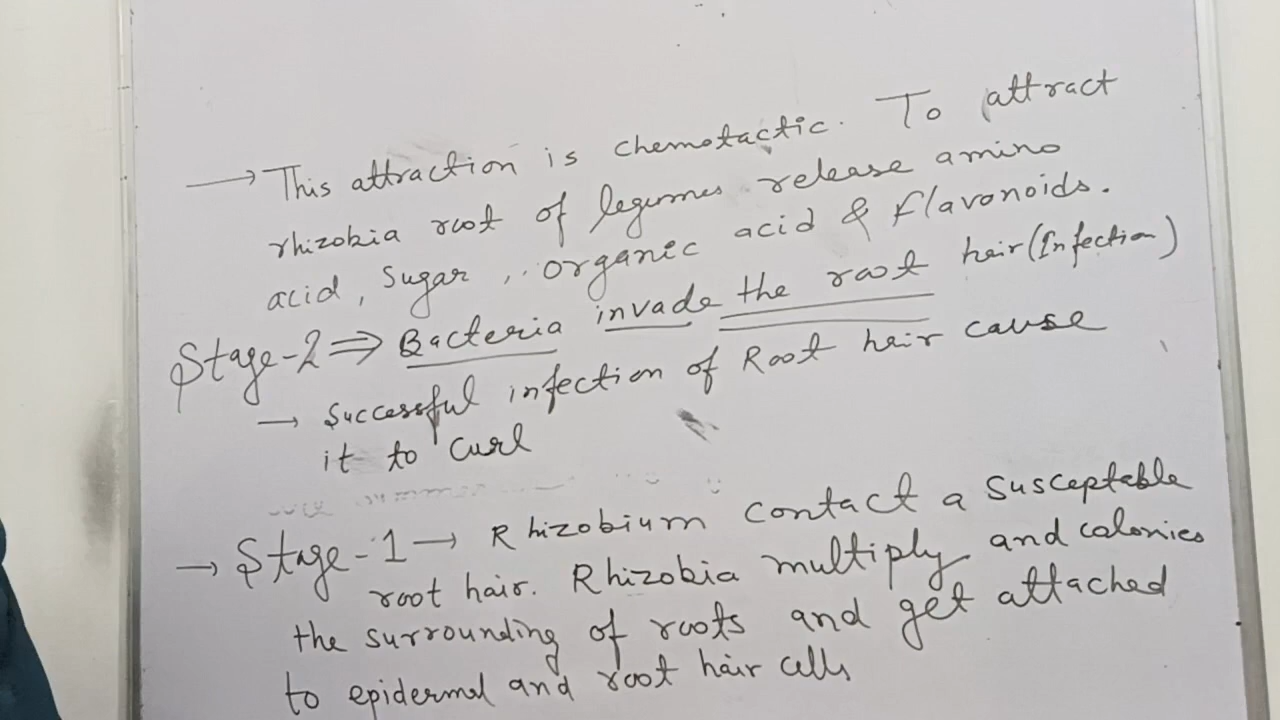 → This attraction is chemotactic. To attract
rhizobia root of legumes release amino
acid, Sugar, organic acid & flavonoids.
Stage-2 ⇒ Bacteria invade the root hair (Infection)
→ Successful infection of Root hair cause
it to curl
→ Stage-1 → Rhizobium contact a susceptable
root hair. Rhizobia multiply and colonies
the surrounding of roots and get attached
to epidermal and root hair cells